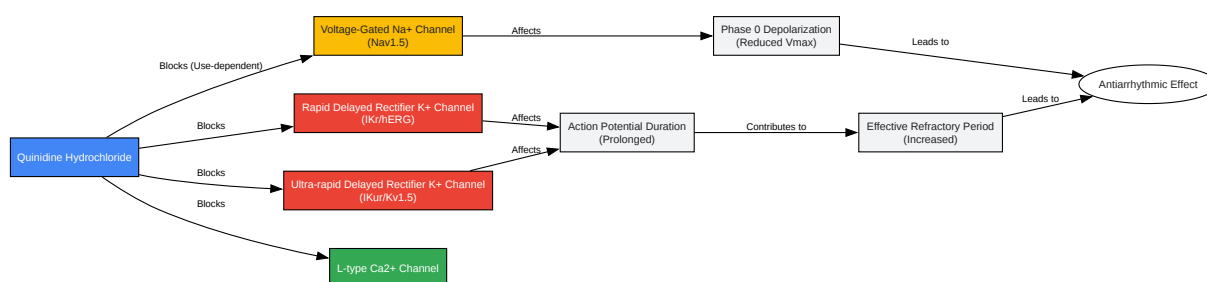 Voltage-Gated Na+ Channel
(Nav1.5)
Affects
Phase 0 Depolarization
(Reduced Vmax)
Leads to
Blocks (Use-dependent)
Antiarrhythmic Effect
Rapid Delayed Rectifier K+ Channel
(IKr/hERG)
Affects
Leads to
Blocks
Action Potential Duration
(Prolonged)
Contributes to
Effective Refractory Period
(Increased)
Quinidine Hydrochloride
Affects
Blocks
Ultra-rapid Delayed Rectifier K+ Channel
(IKur/Kv1.5)
Blocks
L-type Ca2+ Channel